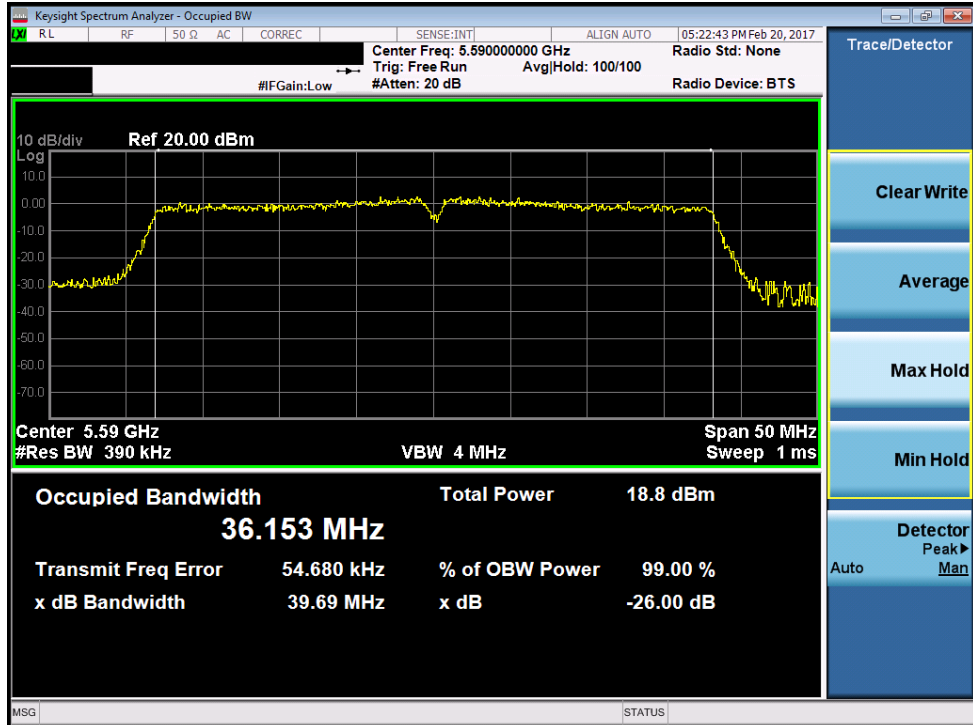 Keysight Spectrum Analyzer - Occupied BW
LXI RL RF 50 Ω AC CORREC SENSE:INT ALIGN AUTO 05:22:43 PM Feb 20, 2017
Center Freq: 5.590000000 GHz Radio Std: None
Trig: Free Run Avg|Hold: 100/100
#IFGain:Low #Atten: 20 dB Radio Device: BTS
10 dB/div Ref 20.00 dBm
Log
10.0
0.00
-10.0
-20.0
-30.0
-40.0
-50.0
-60.0
-70.0
Center 5.59 GHz Span 50 MHz
#Res BW 390 kHz VBW 4 MHz Sweep 1 ms
Occupied Bandwidth Total Power 18.8 dBm
36.153 MHz
Transmit Freq Error 54.680 kHz % of OBW Power 99.00 %
x dB Bandwidth 39.69 MHz x dB -26.00 dB
MSG STATUS
Trace/Detector
Clear Write
Average
Max Hold
Min Hold
Detector
Peak▶
Auto Man